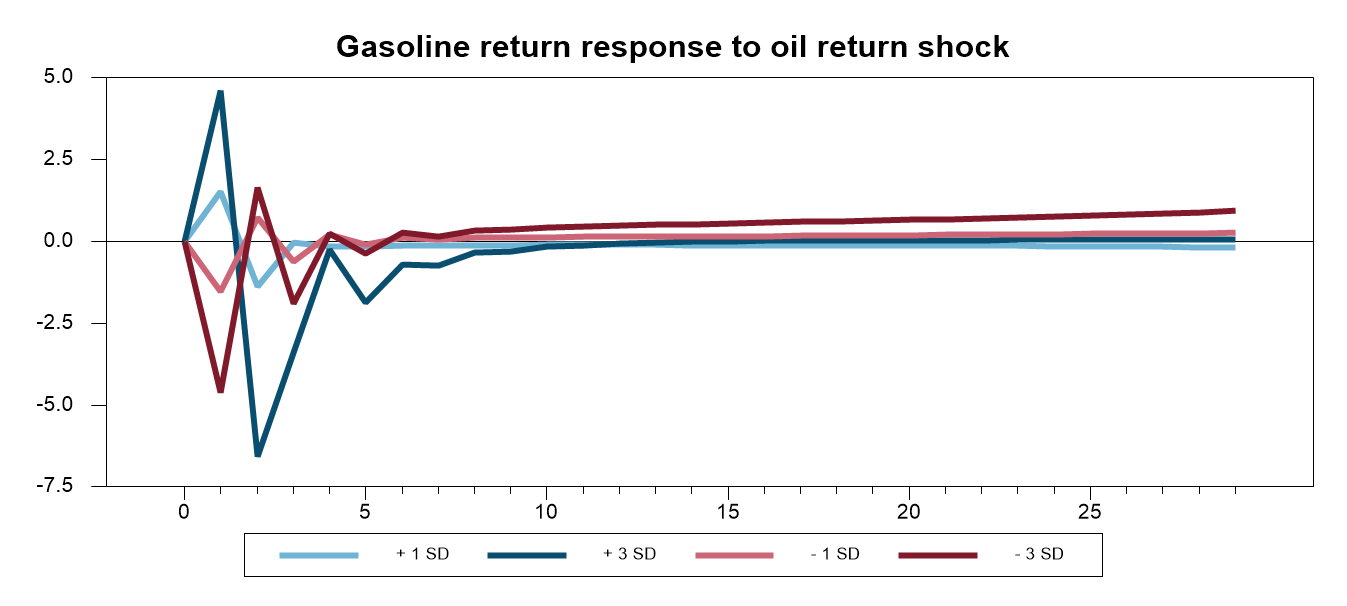 Gasoline return response to oil return shock
5.0
2.5
0.0
-2.5
-5.0
-7.5
0 5 10 15 20 25
+ 1 SD + 3 SD - 1 SD - 3 SD